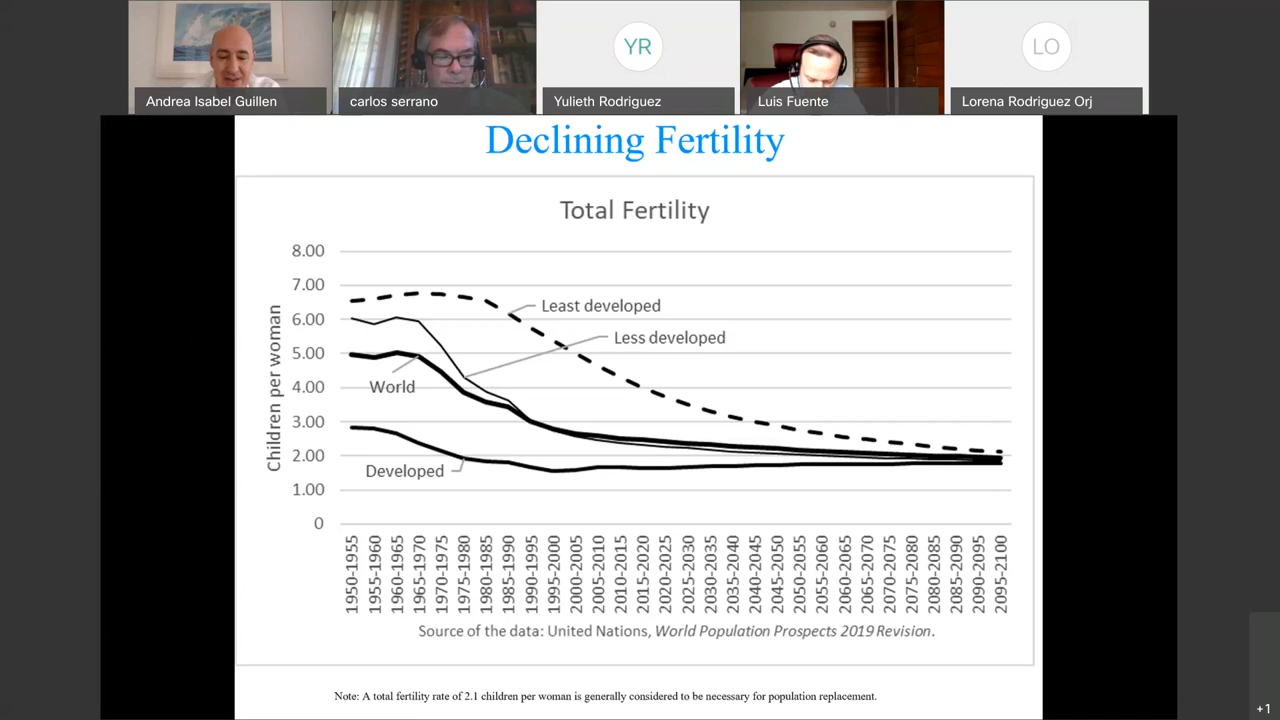 YR
LO
Andrea Isabel Guillen
carlos serrano
Yulieth Rodriguez
Luis Fuente
Lorena Rodriguez Orj
Declining Fertility
Total Fertility
8.00
7.00
6.00
5.00
4.00
3.00
2.00
1.00
0
Children per woman
Least developed
Less developed
World
Developed
1950-1955
1955-1960
1960-1965
1965-1970
1970-1975
1975-1980
1980-1985
1985-1990
1990-1995
1995-2000
2000-2005
2005-2010
2010-2015
2015-2020
2020-2025
2025-2030
2030-2035
2035-2040
2040-2045
2045-2050
2050-2055
2055-2060
2060-2065
2065-2070
2070-2075
2075-2080
2080-2085
2085-2090
2090-2095
2095-2100
Source of the data: United Nations, World Population Prospects 2019 Revision.
Note: A total fertility rate of 2.1 children per woman is generally considered to be necessary for population replacement.
+1